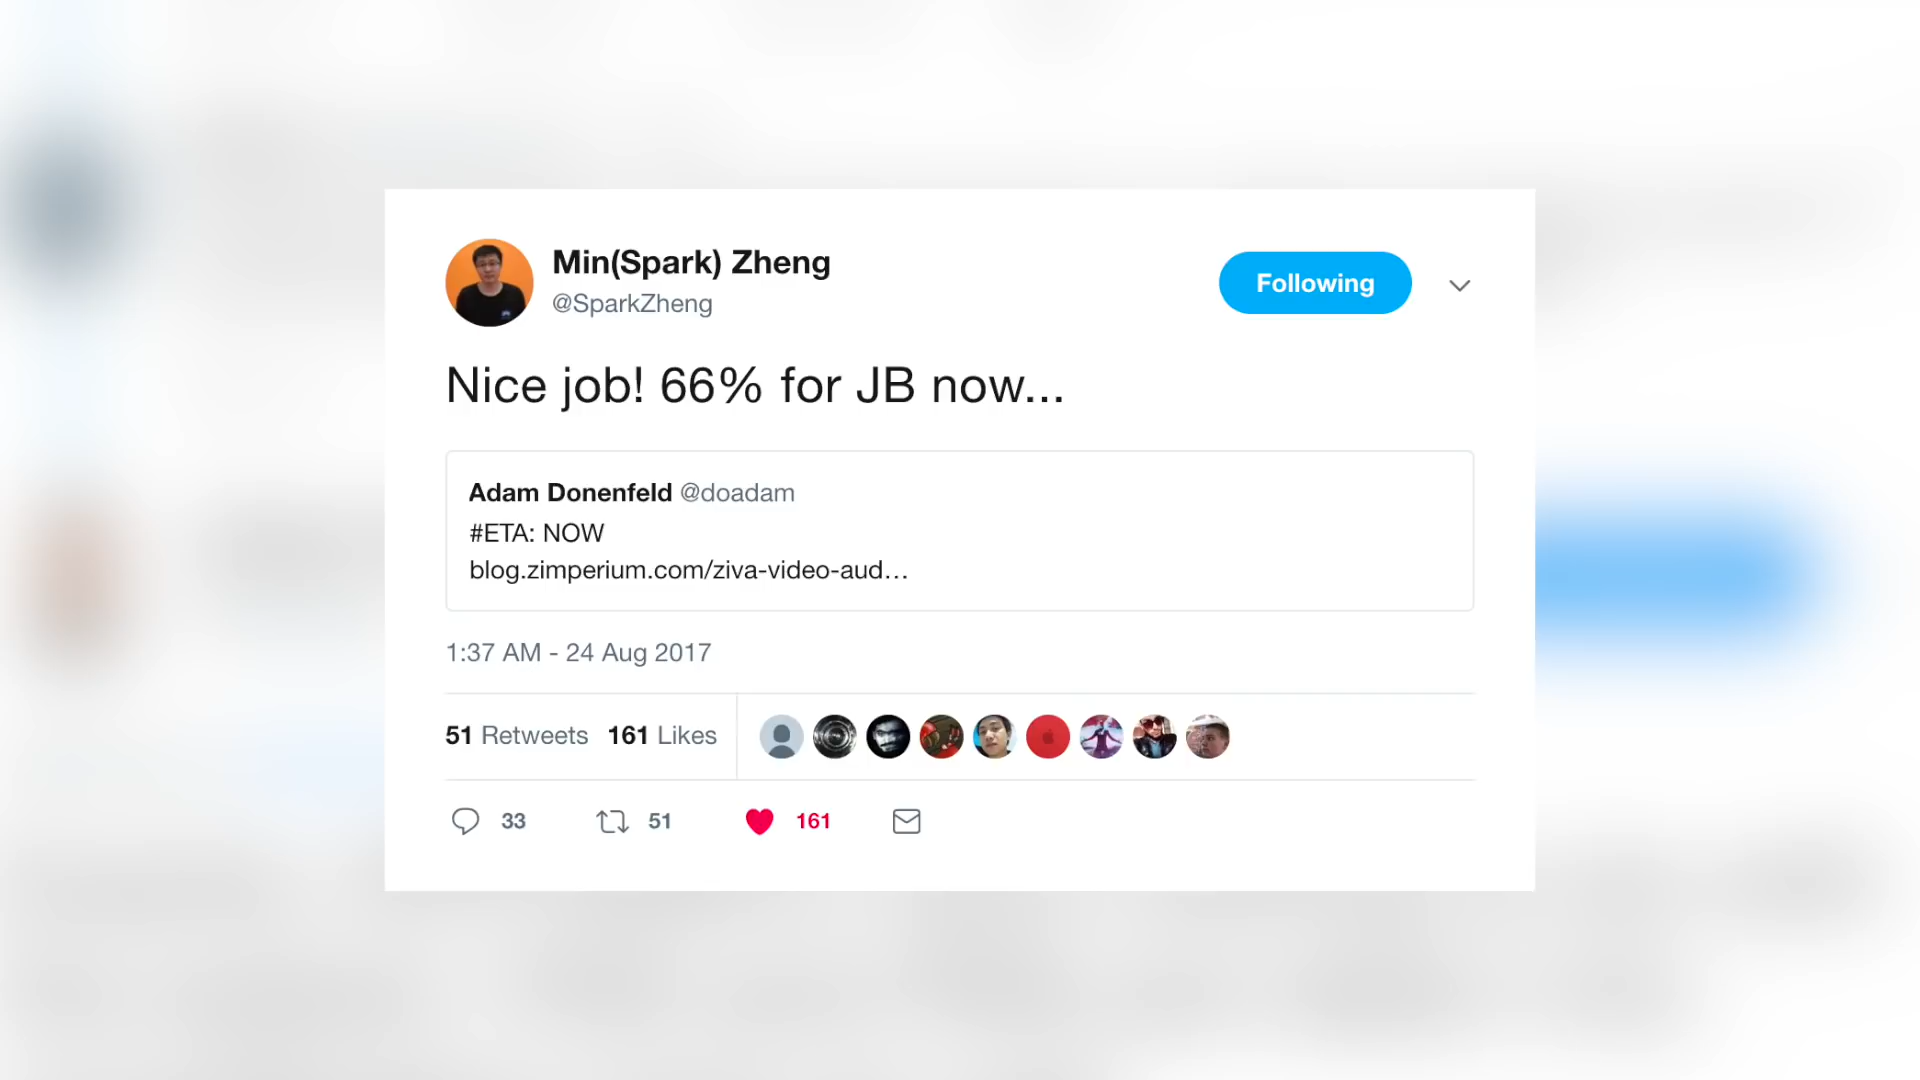 Min(Spark) Zheng
@SparkZheng
Following
Nice job! 66% for JB now...
Adam Donenfeld @doadam
#ETA: NOW
blog.zimperium.com/ziva-video-aud…
1:37 AM - 24 Aug 2017
51 Retweets 161 Likes
33 51 161